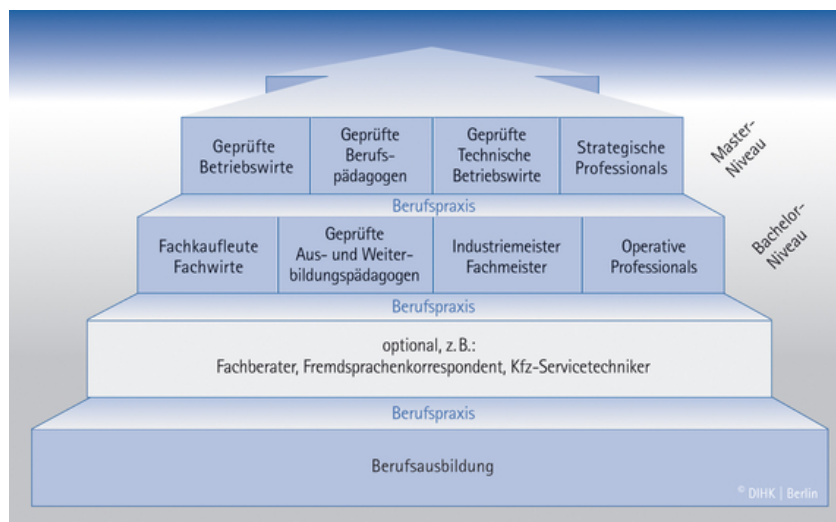 Geprüfte
Betriebswirte
Geprüfte
Berufs-
pädagogen
Geprüfte
Technische
Betriebswirte
Strategische
Professionals
Master-
Niveau
Berufspraxis
Fachkaufleute
Fachwirte
Geprüfte
Aus- und Weiter-
bildungspädagogen
Industriemeister
Fachmeister
Operative
Professionals
Bachelor-
Niveau
Berufspraxis
optional, z. B.:
Fachberater, Fremdsprachenkorrespondent, Kfz-Servicetechniker
Berufspraxis
Berufsausbildung
© DIHK | Berlin